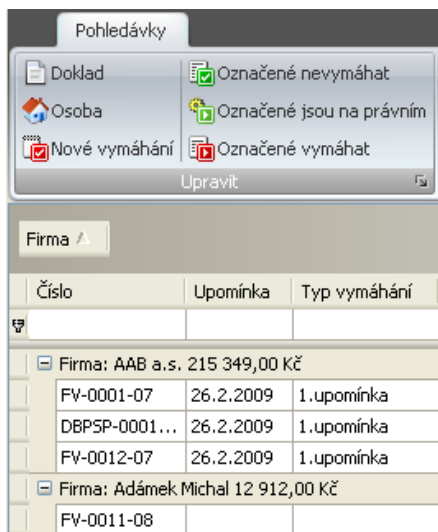 Pohledávky
Doklad
Označené nevymáhat
Osoba
Označené jsou na právním
Nové vymáhání
Označené vymáhat
Upravit
Firma
Číslo Upomínka Typ vymáhání
Firma: AAB a.s. 215 349,00 Kč
FV-0001-07 26.2.2009 1.upomínka
DBPSP-0001... 26.2.2009 1.upomínka
FV-0012-07 26.2.2009 1.upomínka
Firma: Adámek Michal 12 912,00 Kč
FV-0011-08